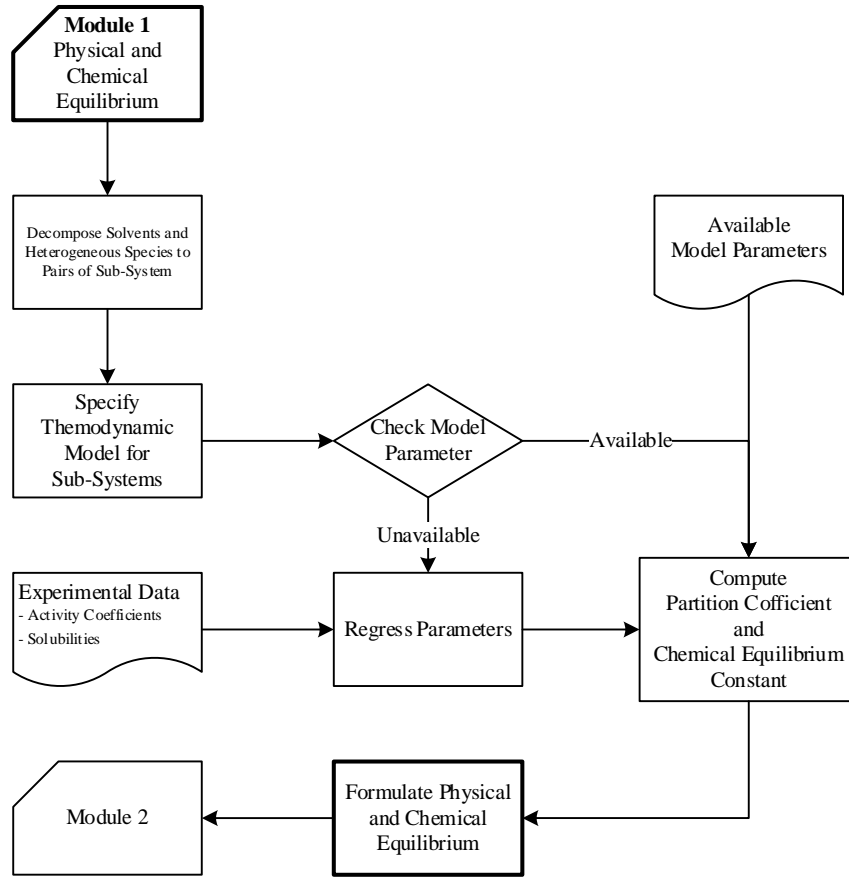 Module 1
Physical and
Chemical
Equilibrium
Decompose Solvents and
Heterogeneous Species to
Pairs of Sub-System
Available
Model Parameters
Specify
Themodynamic
Model for
Sub-Systems
Check Model
Parameter
Available
Unavailable
Experimental Data
- Activity Coefficients
- Solubilities
Regress Parameters
Compute
Partition Cofficient
and
Chemical Equilibrium
Constant
Module 2
Formulate Physical
and Chemical
Equilibrium